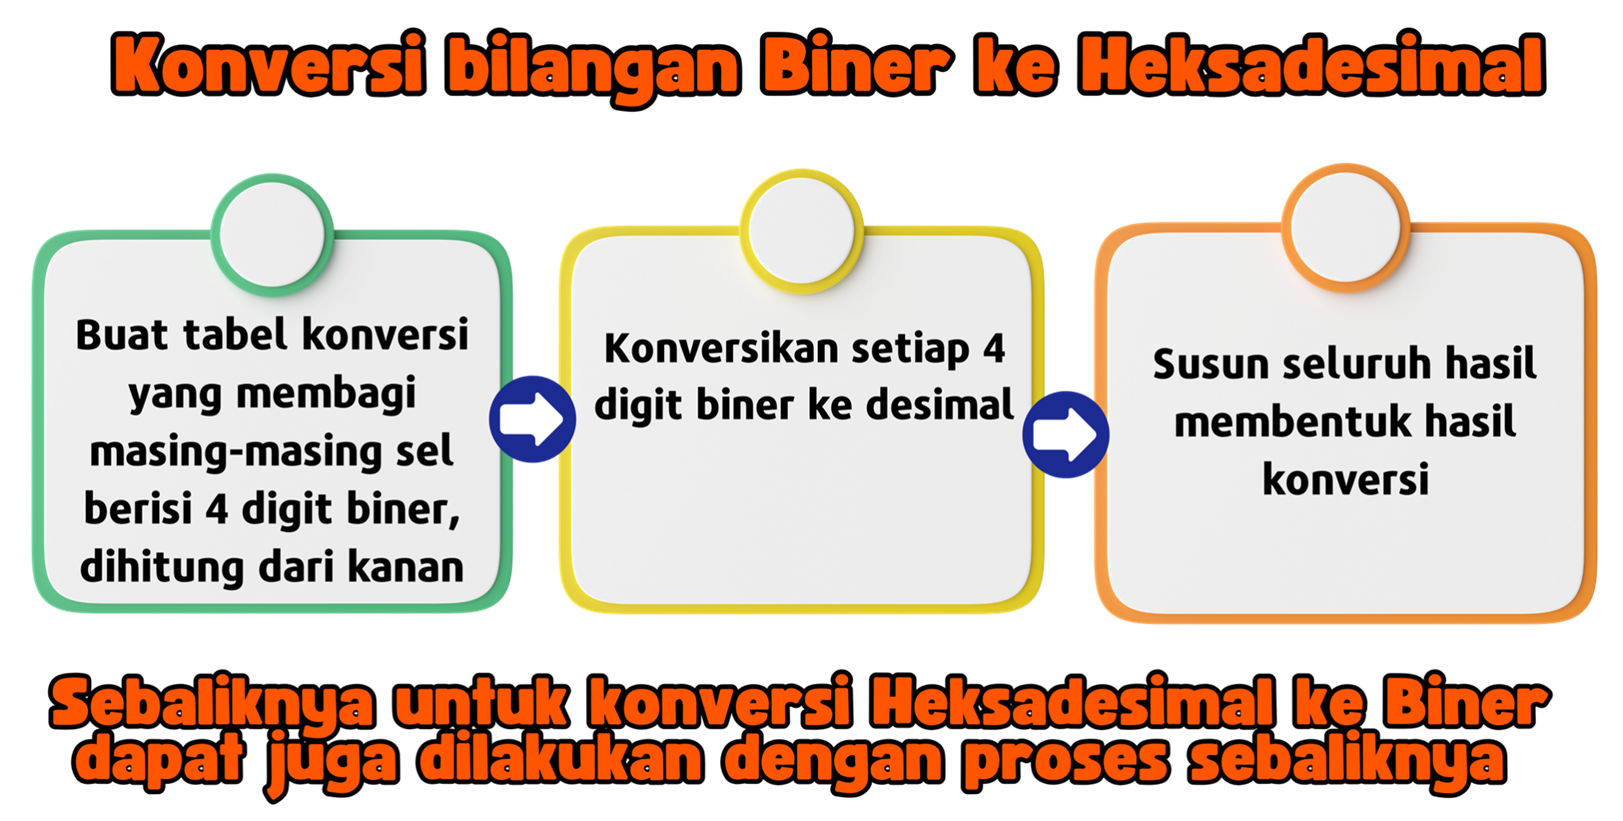 Konversi bilangan Biner ke Heksadesimal
Buat tabel konversi
yang membagi
masing-masing sel
berisi 4 digit biner,
dihitung dari kanan
Konversikan setiap 4
digit biner ke desimal
Susun seluruh hasil
membentuk hasil
konversi
Sebaliknya untuk konversi Heksadesimal ke Biner
dapat juga dilakukan dengan proses sebaliknya